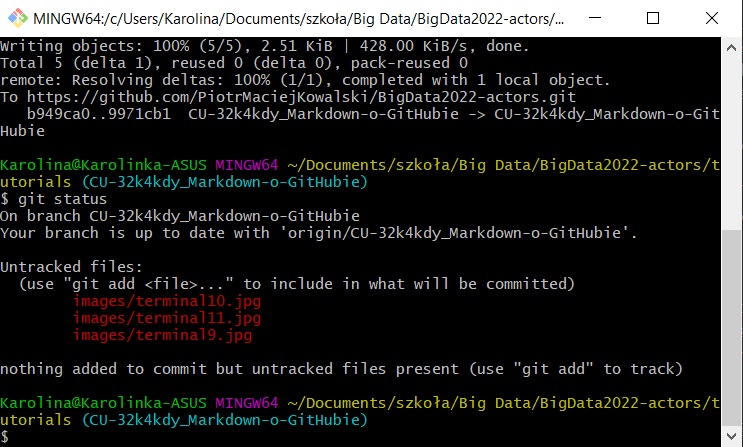 MINGW64:/c/Users/Karolina/Documents/szkoła/Big Data/BigData2022-actors/...
Writing objects: 100% (5/5), 2.51 KiB | 428.00 KiB/s, done.
Total 5 (delta 1), reused 0 (delta 0), pack-reused 0
remote: Resolving deltas: 100% (1/1), completed with 1 local object.
To https://github.com/PiotrMaciejKowalski/BigData2022-actors.git
   b949ca0..9971cb1  CU-32k4kdy_Markdown-o-GitHubie -> CU-32k4kdy_Markdown-o-Git
Hubie
Karolina@Karolinka-ASUS MINGW64 ~/Documents/szkoła/Big Data/BigData2022-actors/t
utorials (CU-32k4kdy_Markdown-o-GitHubie)
$ git status
On branch CU-32k4kdy_Markdown-o-GitHubie
Your branch is up to date with 'origin/CU-32k4kdy_Markdown-o-GitHubie'.
Untracked files:
  (use "git add <file>..." to include in what will be committed)
        images/terminal10.jpg
        images/terminal11.jpg
        images/terminal9.jpg
nothing added to commit but untracked files present (use "git add" to track)
Karolina@Karolinka-ASUS MINGW64 ~/Documents/szkoła/Big Data/BigData2022-actors/t
utorials (CU-32k4kdy_Markdown-o-GitHubie)
$